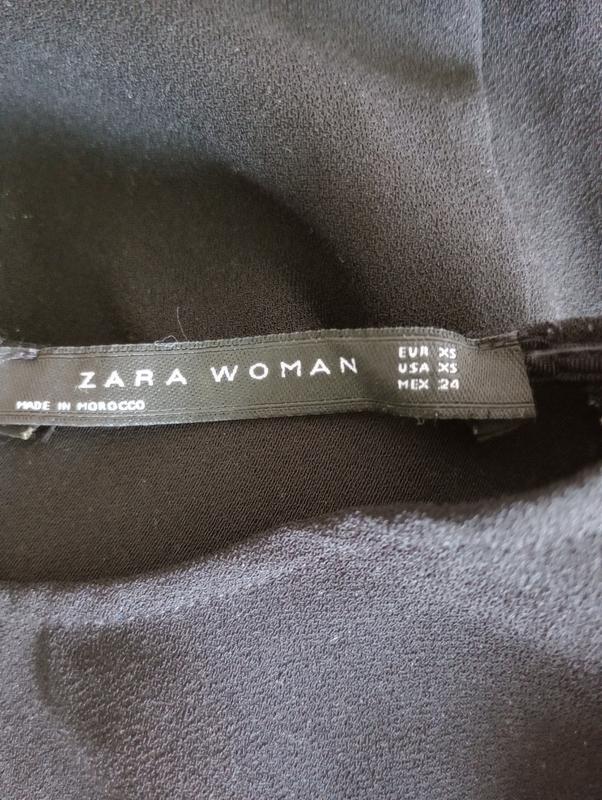 ZARA WOMAN
EUR XS
USA XS
MEX 24
MADE IN MOROCCO